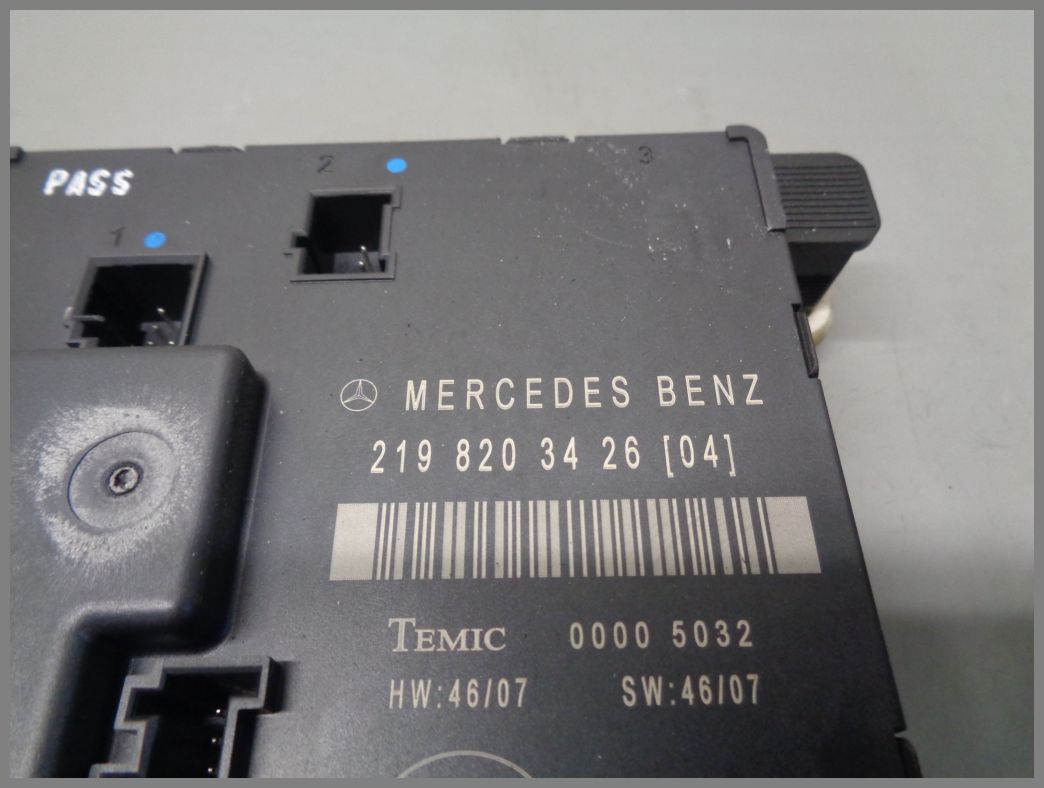 2
3
PASS
1
MERCEDES BENZ
219 820 34 26 [04]
TEMIC 0000 5032
HW:46/07 SW:46/07